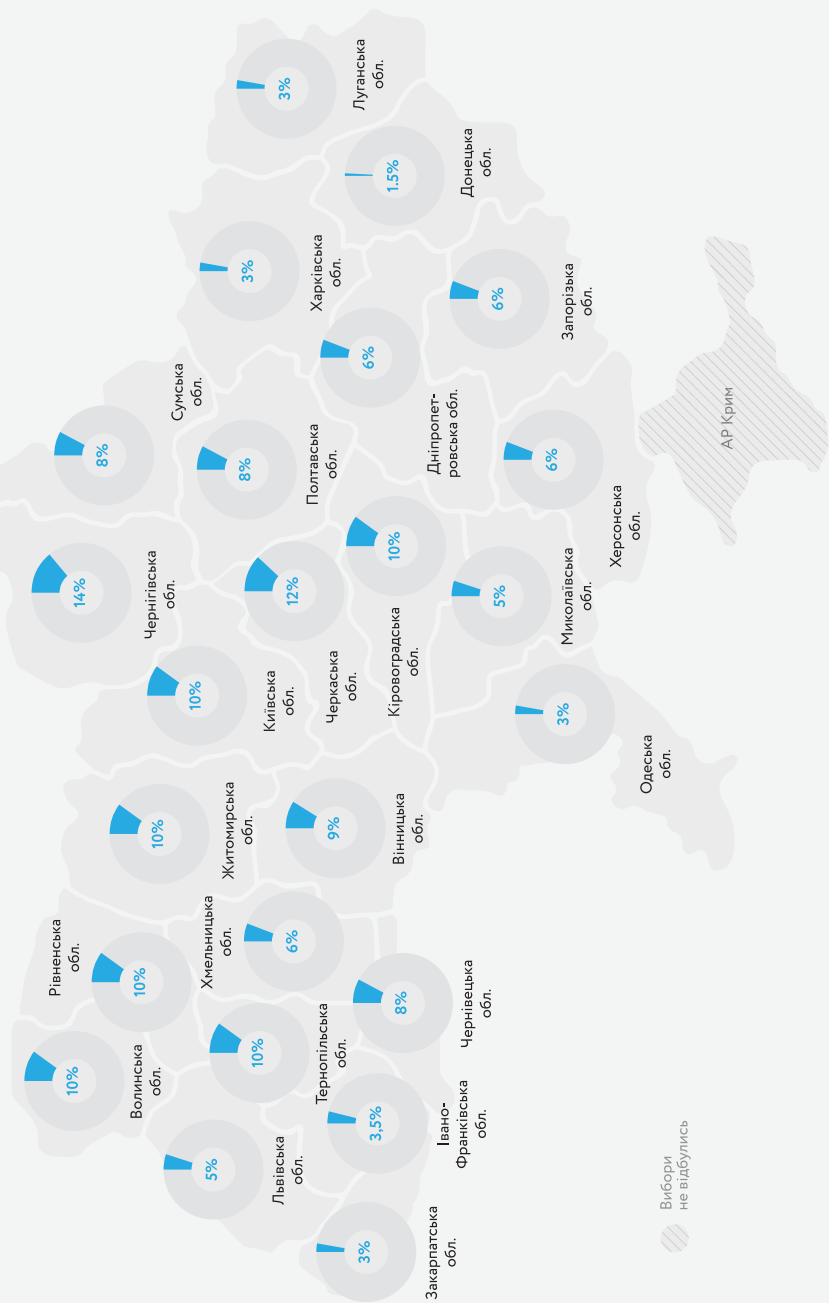 14%
Чернігівська
обл.
8%
Сумська
обл.
10%
Волинська
обл.
10%
Рівненська
обл.
10%
Житомирська
обл.
10%
Київська
обл.
8%
Полтавська
обл.
3%
Харківська
обл.
3%
Луганська
обл.
5%
Львівська
обл.
10%
Тернопільська
обл.
6%
Хмельницька
обл.
9%
Вінницька
обл.
12%
Черкаська
обл.
10%
Кіровоградська
обл.
6%
Дніпропет-
ровська обл.
1.5%
Донецька
обл.
3%
Закарпатська
обл.
3,5%
Івано-
Франківська
обл.
8%
Чернівецька
обл.
3%
Одеська
обл.
5%
Миколаївська
обл.
6%
Херсонська
обл.
6%
Запорізька
обл.
АР Крим
Вибори
не відбулись